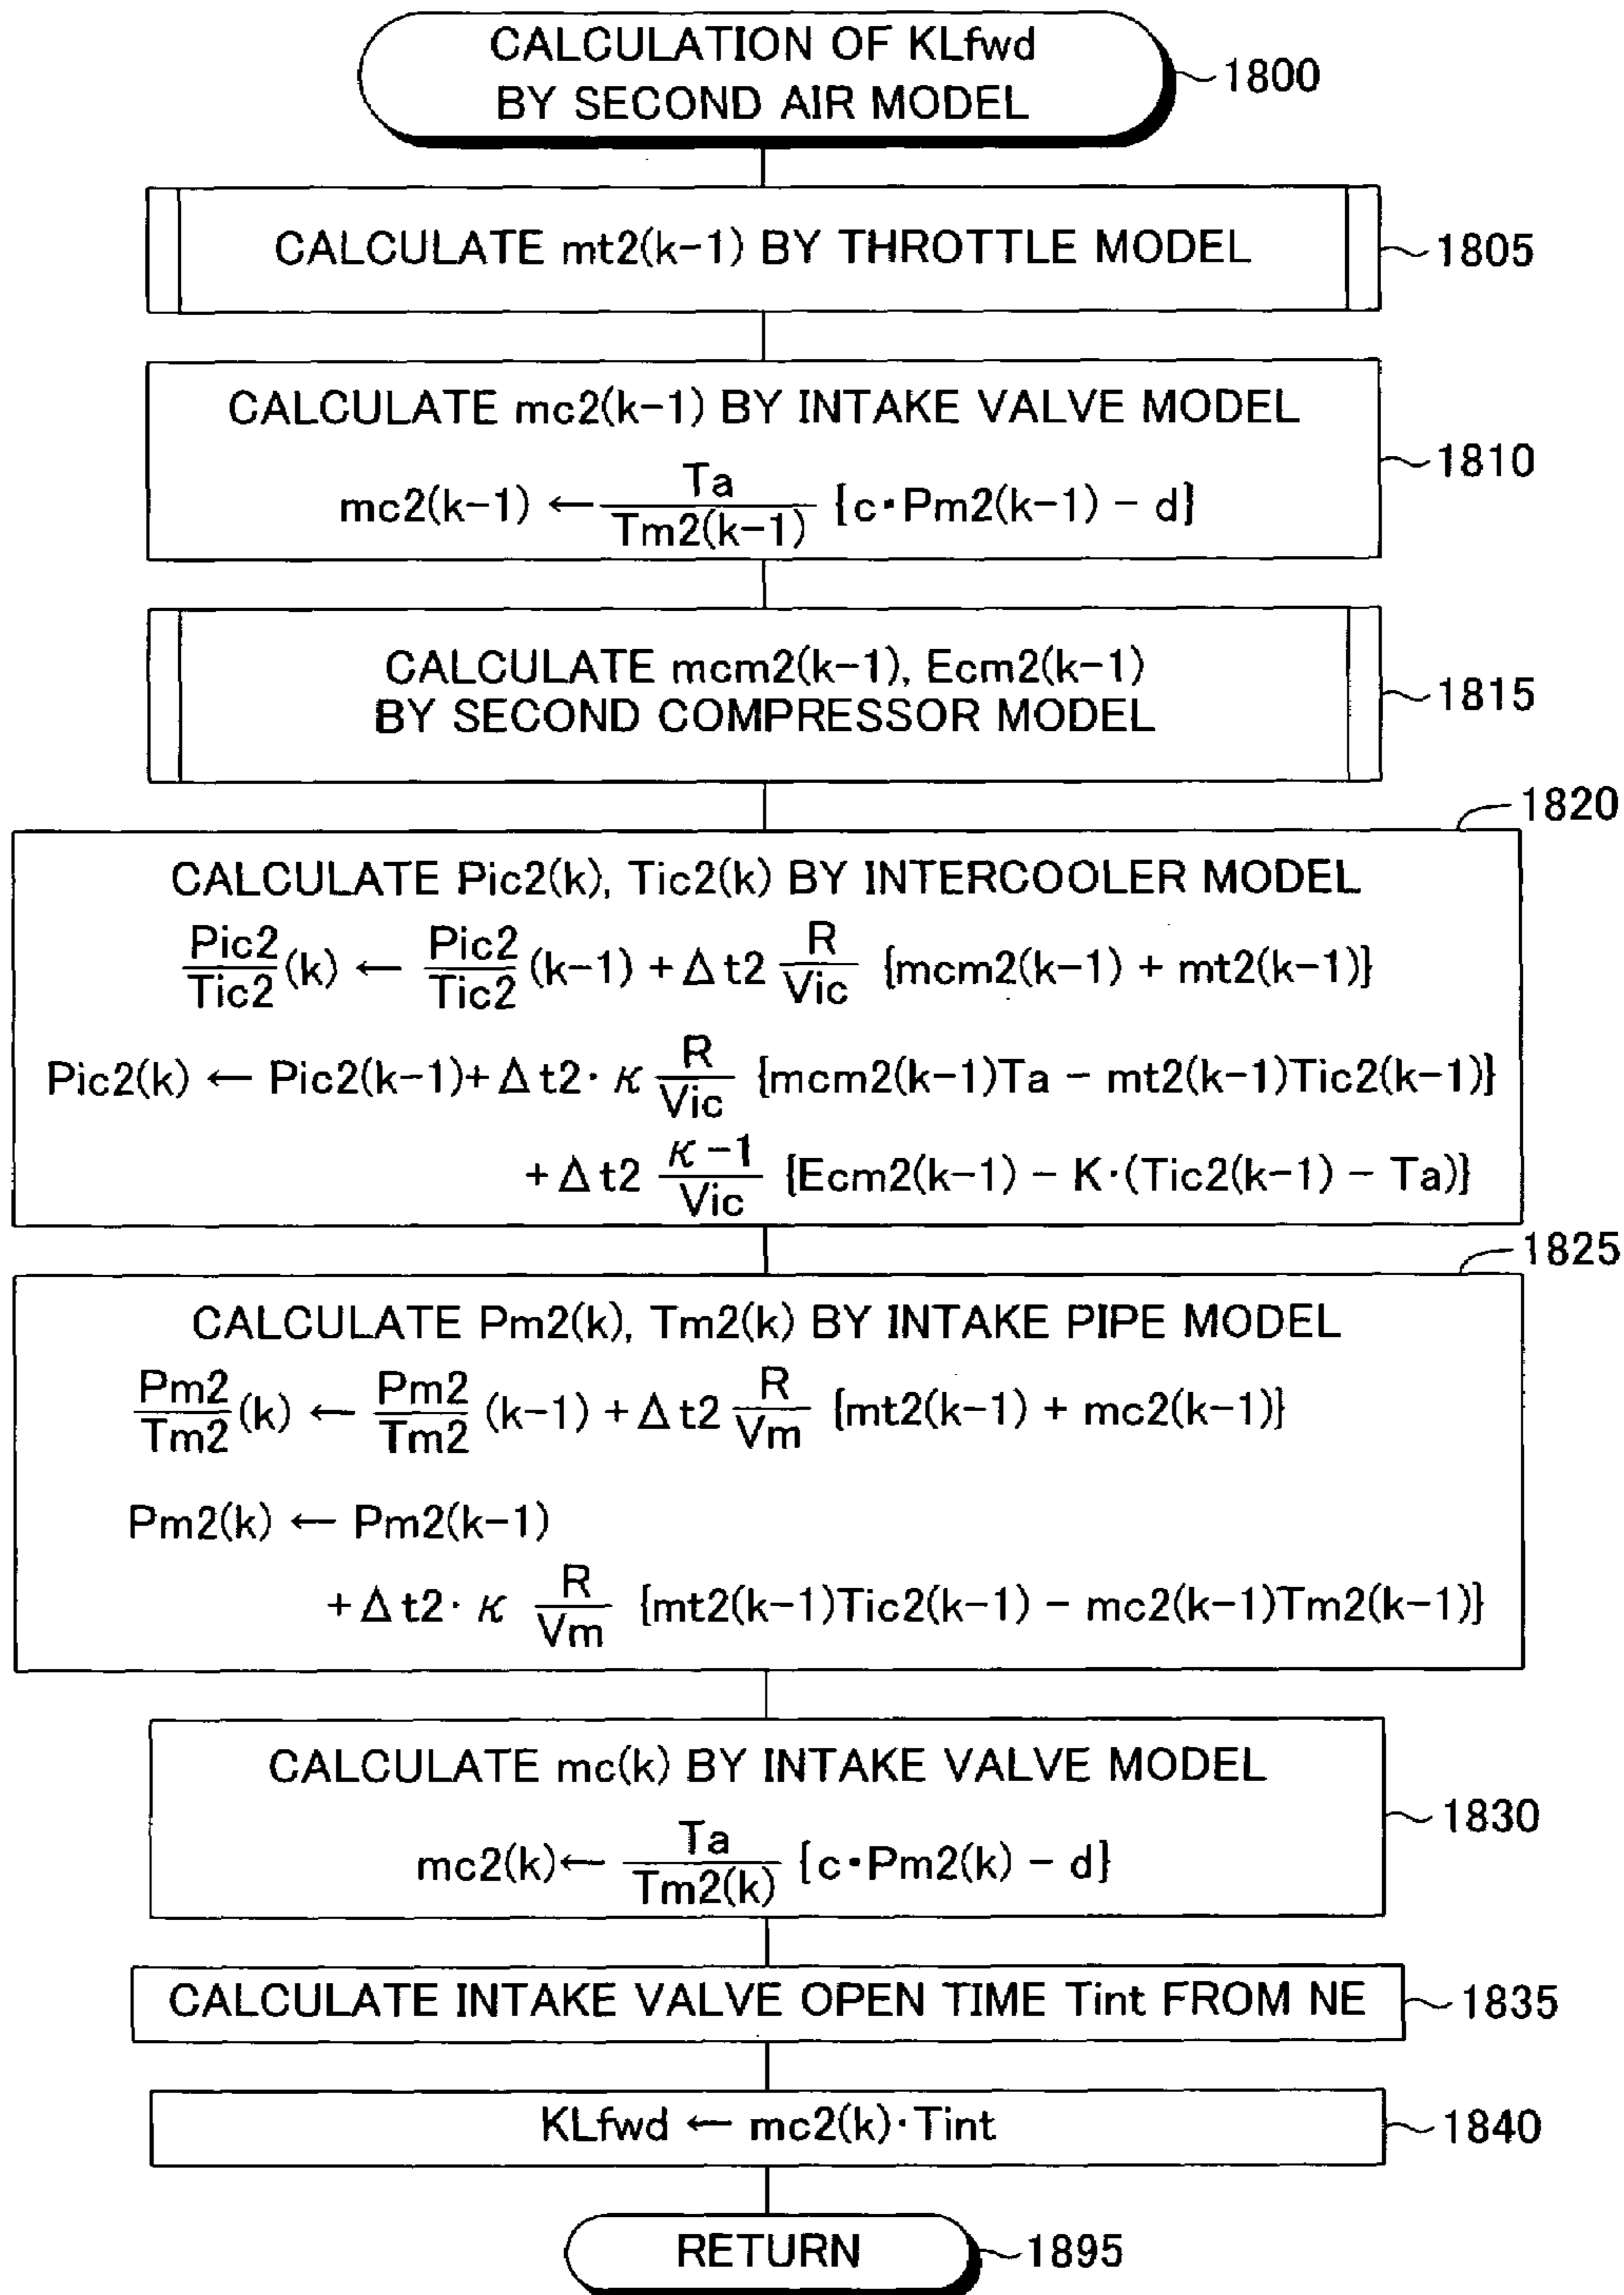 CALCULATION OF KLfwd
BY SECOND AIR MODEL
1800
CALCULATE mt2(k-1) BY THROTTLE MODEL
1805
CALCULATE mc2(k-1) BY INTAKE VALVE MODEL
mc2(k-1) ← Ta/Tm2(k-1) {c·Pm2(k-1) - d}
1810
CALCULATE mcm2(k-1), Ecm2(k-1)
BY SECOND COMPRESSOR MODEL
1815
1820
CALCULATE Pic2(k), Tic2(k) BY INTERCOOLER MODEL
Pic2/Tic2(k) ← Pic2/Tic2(k-1) + Δt2 R/Vic {mcm2(k-1) + mt2(k-1)}
Pic2(k) ← Pic2(k-1)+ Δt2· κ R/Vic {mcm2(k-1)Ta - mt2(k-1)Tic2(k-1)}
+ Δt2 κ-1/Vic {Ecm2(k-1) - K·(Tic2(k-1) - Ta)}
1825
CALCULATE Pm2(k), Tm2(k) BY INTAKE PIPE MODEL
Pm2/Tm2(k) ← Pm2/Tm2(k-1) + Δt2 R/Vm {mt2(k-1) + mc2(k-1)}
Pm2(k) ← Pm2(k-1)
+ Δt2· κ R/Vm {mt2(k-1)Tic2(k-1) - mc2(k-1)Tm2(k-1)}
CALCULATE mc(k) BY INTAKE VALVE MODEL
mc2(k)← Ta/Tm2(k) {c·Pm2(k) - d}
1830
CALCULATE INTAKE VALVE OPEN TIME Tint FROM NE
1835
KLfwd ← mc2(k)·Tint
1840
RETURN
1895